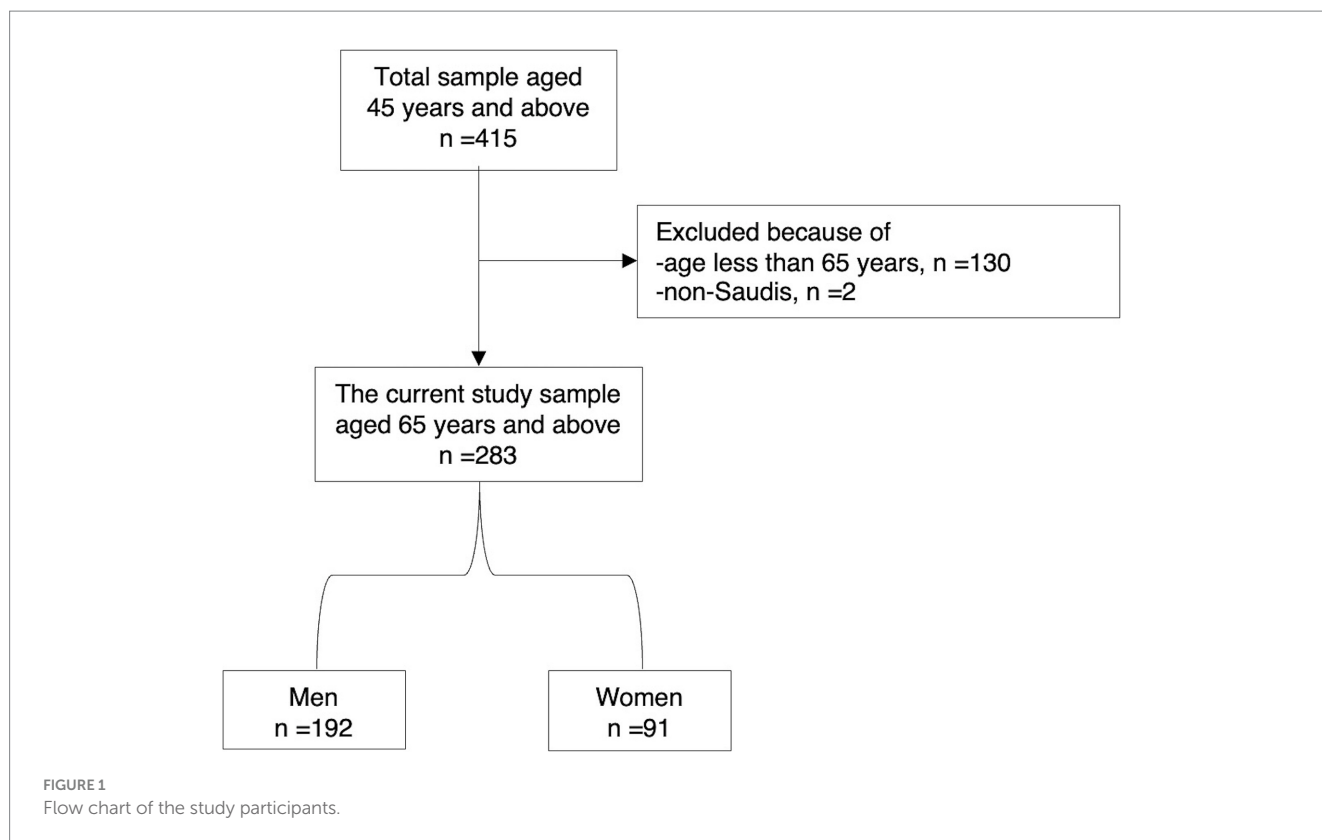 Total sample aged
45 years and above
n =415
Excluded because of
-age less than 65 years, n =130
-non-Saudis, n =2
The current study sample
aged 65 years and above
n =283
Men
n =192
Women
n =91
FIGURE 1
Flow chart of the study participants.